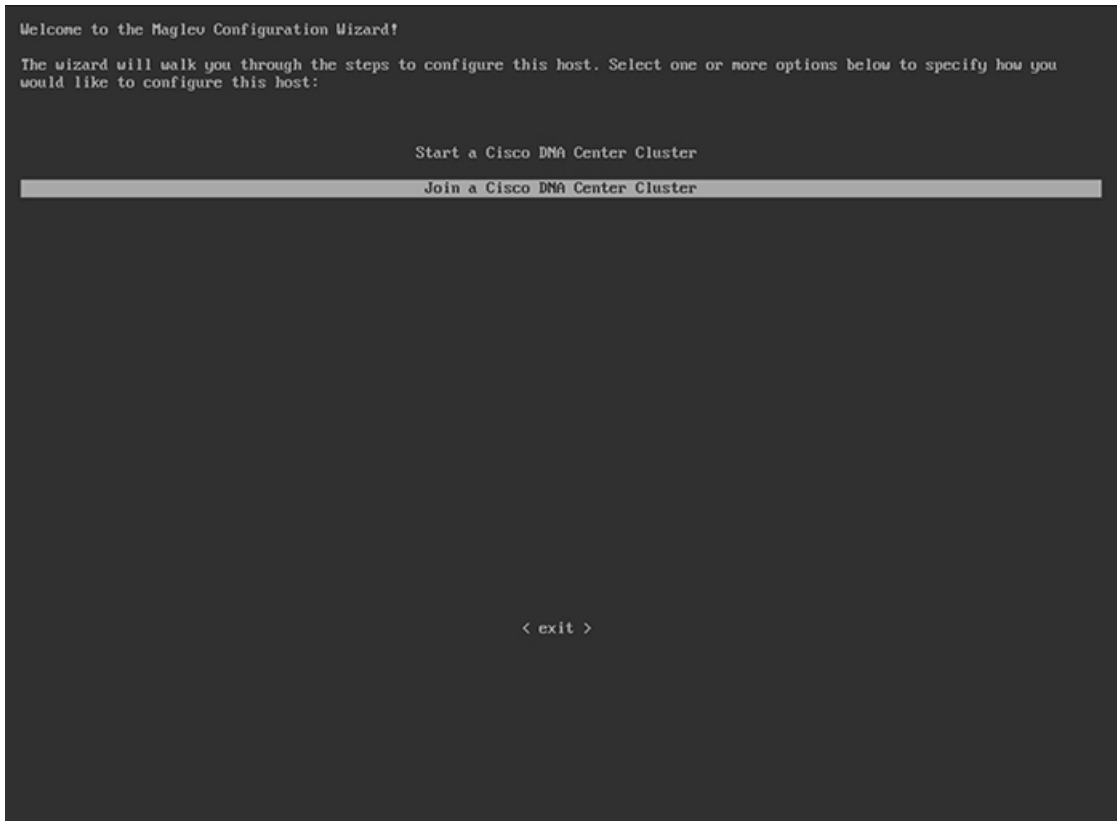 Welcome to the Maglev Configuration Wizard!
The wizard will walk you through the steps to configure this host. Select one or more options below to specify how you
would like to configure this host:
Start a Cisco DNA Center Cluster
Join a Cisco DNA Center Cluster
< exit >